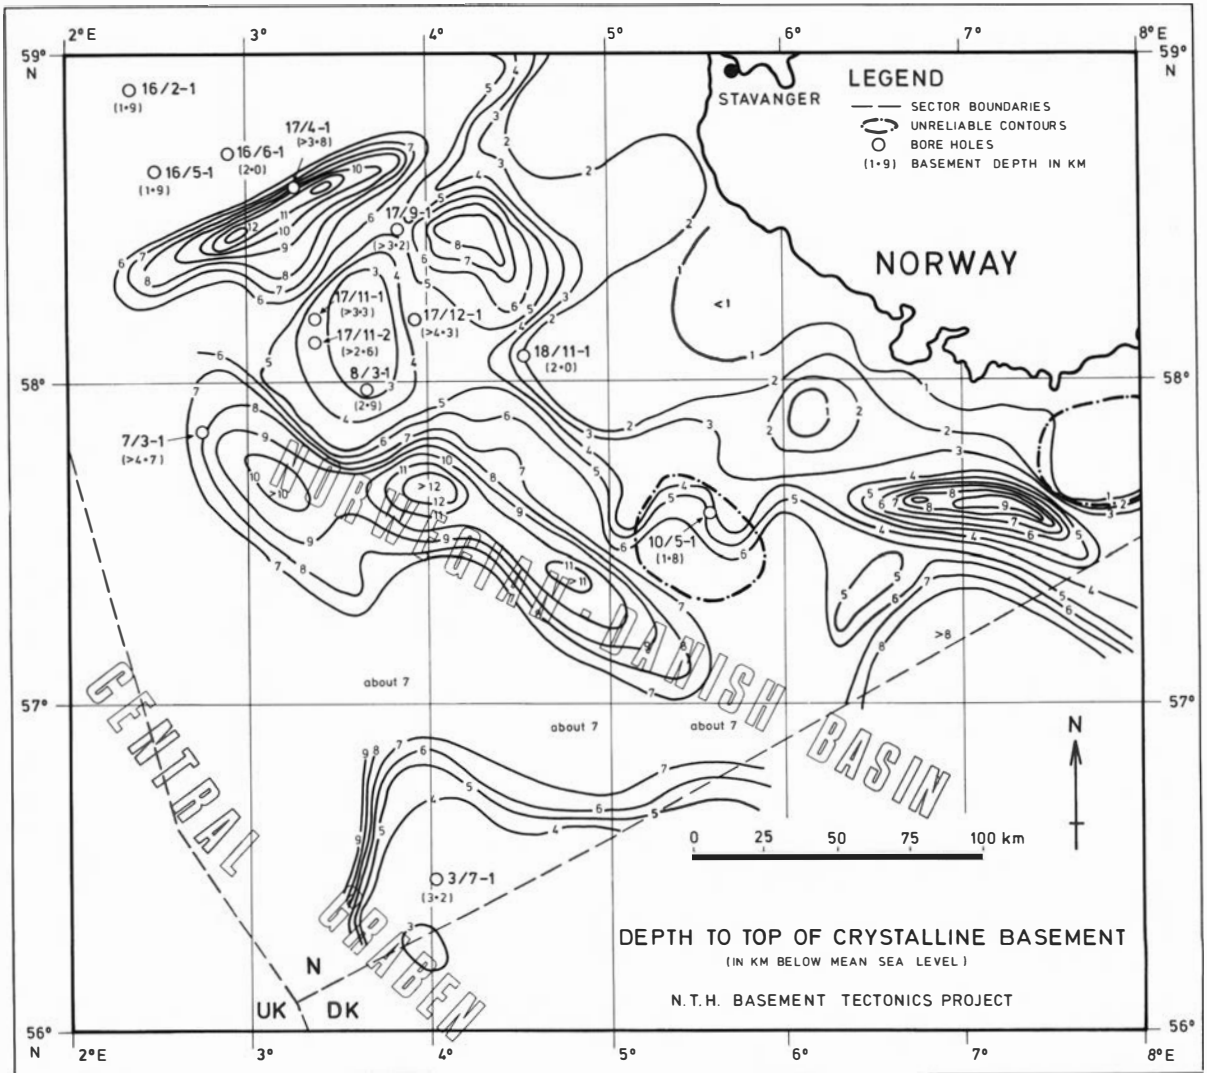 2°E 3° 4° 5° 6° 7° 8°E
59° N
59° N
16/2-1
(1•9)
17/4-1
(>3•8)
16/6-1
(2•0)
16/5-1
(1•9)
STAVANGER
LEGEND
SECTOR BOUNDARIES
UNRELIABLE CONTOURS
BORE HOLES
(1•9) BASEMENT DEPTH IN KM
17/9-1
(>3•2)
NORWAY
<1
17/11-1
(>3•3)
17/12-1
(>4•3)
17/11-2
(>2•6)
18/11-1
(2•0)
8/3-1
(2•9)
58°
58°
7/3-1
(>4•7)
>10
>12
>11
10/5-1
(1•8)
>8
NORWEGIAN-DANISH BASIN
about 7
57°
57°
about 7
about 7
CENTRAL GRABEN
N
0 25 50 75 100 km
3/7-1
(3•2)
DEPTH TO TOP OF CRYSTALLINE BASEMENT
(IN KM BELOW MEAN SEA LEVEL)
N.T.H. BASEMENT TECTONICS PROJECT
N
UK DK
56° N
56° N
2°E 3° 4° 5° 6° 7° 8°E